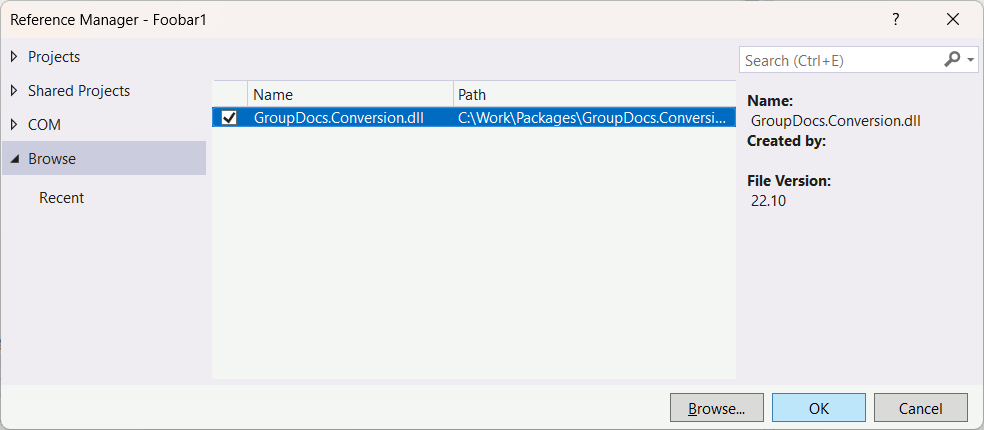 Reference Manager - Foobar1
?
Projects
Shared Projects
COM
Browse
Recent
Name Path
GroupDocs.Conversion.dll C:\Work\Packages\GroupDocs.Conversi...
Search (Ctrl+E)
Name:
GroupDocs.Conversion.dll
Created by:
File Version:
22.10
Browse... OK Cancel